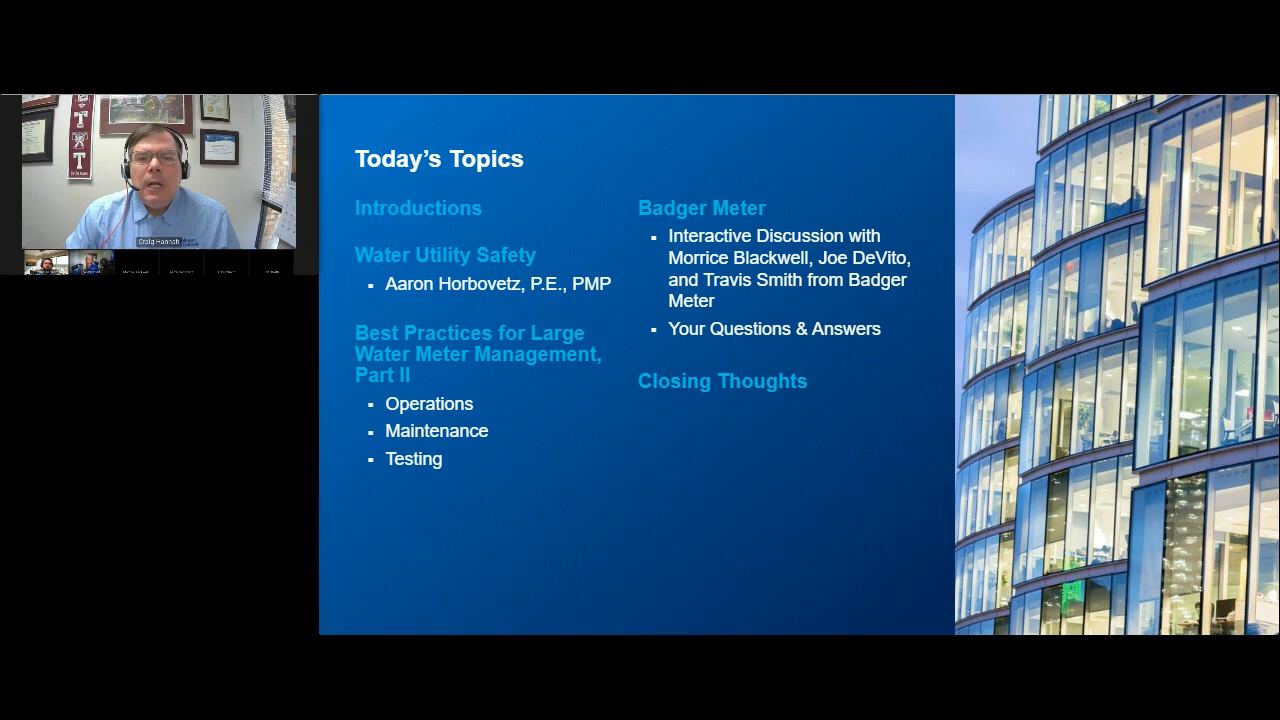 Craig Hannah
Today's Topics
Introductions
Water Utility Safety
▪ Aaron Horbovetz, P.E., PMP
Best Practices for Large
Water Meter Management,
Part II
▪ Operations
▪ Maintenance
▪ Testing
Badger Meter
▪ Interactive Discussion with
Morrice Blackwell, Joe DeVito,
and Travis Smith from Badger
Meter
▪ Your Questions & Answers
Closing Thoughts